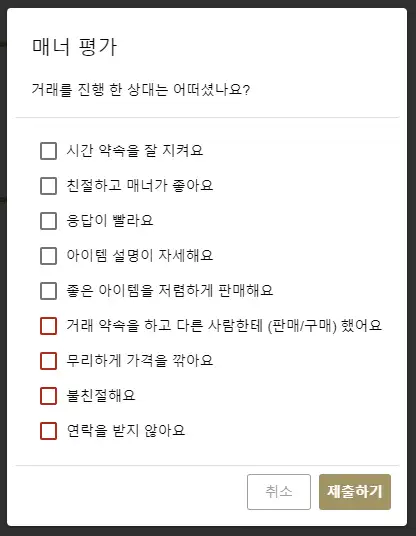 매너 평가
거래를 진행 한 상대는 어떠셨나요?
시간 약속을 잘 지켜요
친절하고 매너가 좋아요
응답이 빨라요
아이템 설명이 자세해요
좋은 아이템을 저렴하게 판매해요
거래 약속을 하고 다른 사람한테 (판매/구매) 했어요
무리하게 가격을 깎아요
불친절해요
연락을 받지 않아요
취소 제출하기